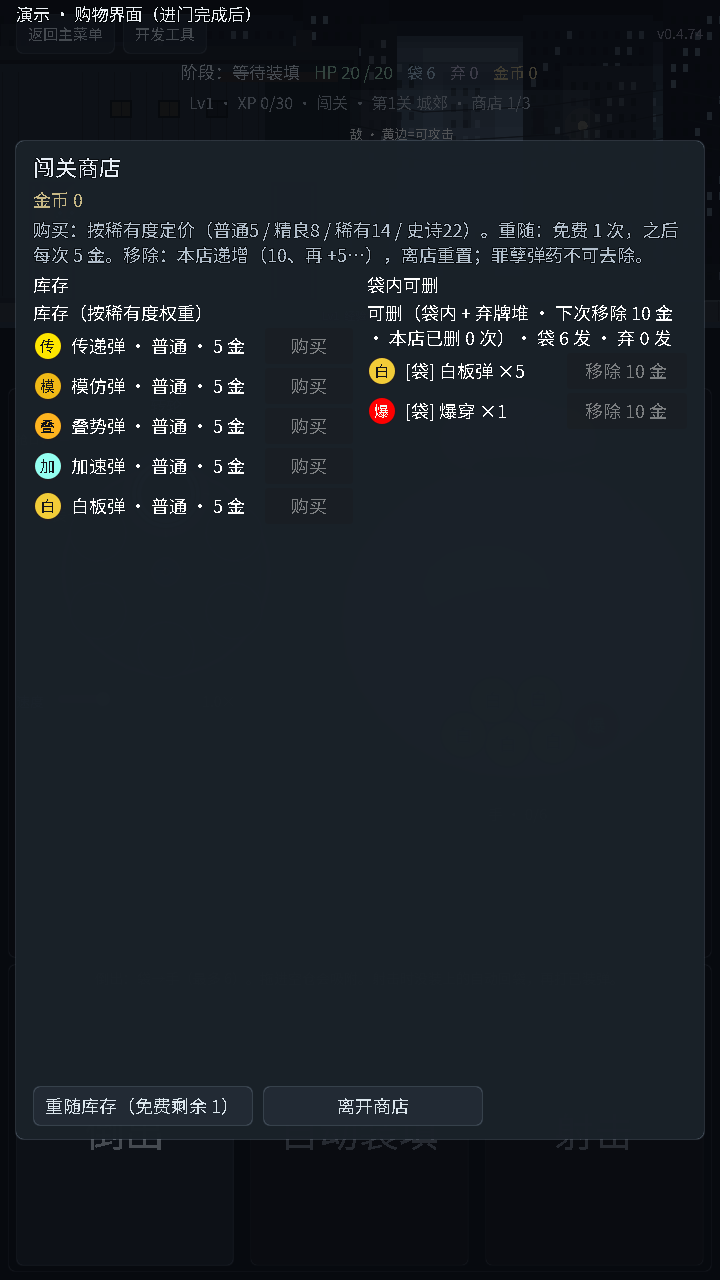 演示 · 购物界面（进门完成后）
返回主菜单 开发工具 v0.4.74
阶段：等待装填 HP 20 / 20 袋 6 弃 0 金币 0
Lv1 · XP 0/30 · 闯关 · 第1关 城郊 · 商店 1/3
敌 · 黄边=可攻击
闯关商店
金币 0
购买：按稀有度定价（普通5 / 精良8 / 稀有14 / 史诗22）。重随：免费 1 次，之后
每次 5 金。移除：本店递增（10、再 +5…），离店重置；罪孽弹药不可去除。
库存
库存（按稀有度权重）
传 传递弹 · 普通 · 5 金 购买
模 模仿弹 · 普通 · 5 金 购买
叠 叠势弹 · 普通 · 5 金 购买
加 加速弹 · 普通 · 5 金 购买
白 白板弹 · 普通 · 5 金 购买
袋内可删
可删（袋内 + 弃牌堆 · 下次移除 10 金
· 本店已删 0 次） · 袋 6 发 · 弃 0 发
白 [袋] 白板弹 ×5 移除 10 金
爆 [袋] 爆穿 ×1 移除 10 金
重随库存（免费剩余 1） 离开商店
自动装填 射击